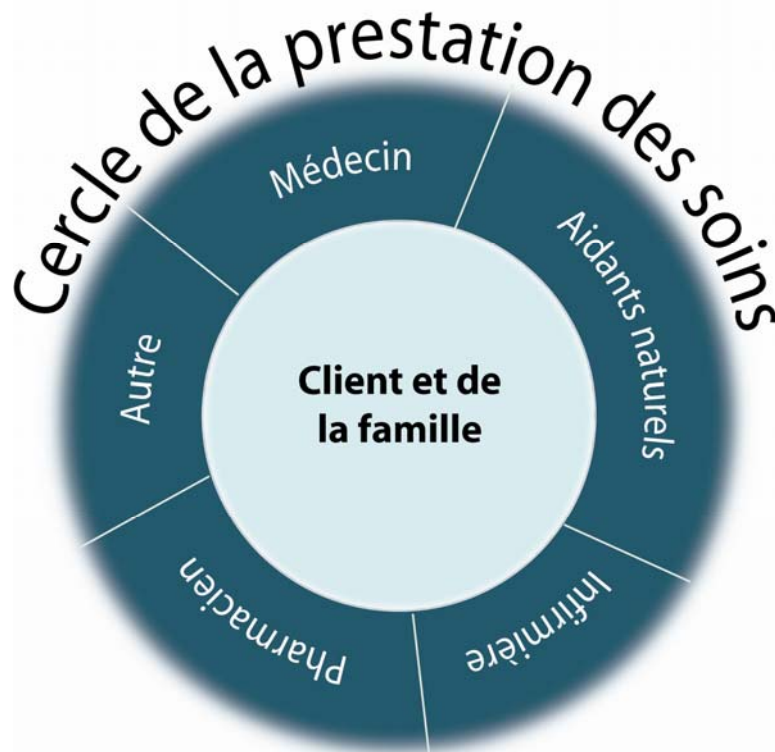 Cercle de la prestation des soins
Médecin
Aidants naturels
Infirmière
Pharmacien
Autre
Client et de
la famille